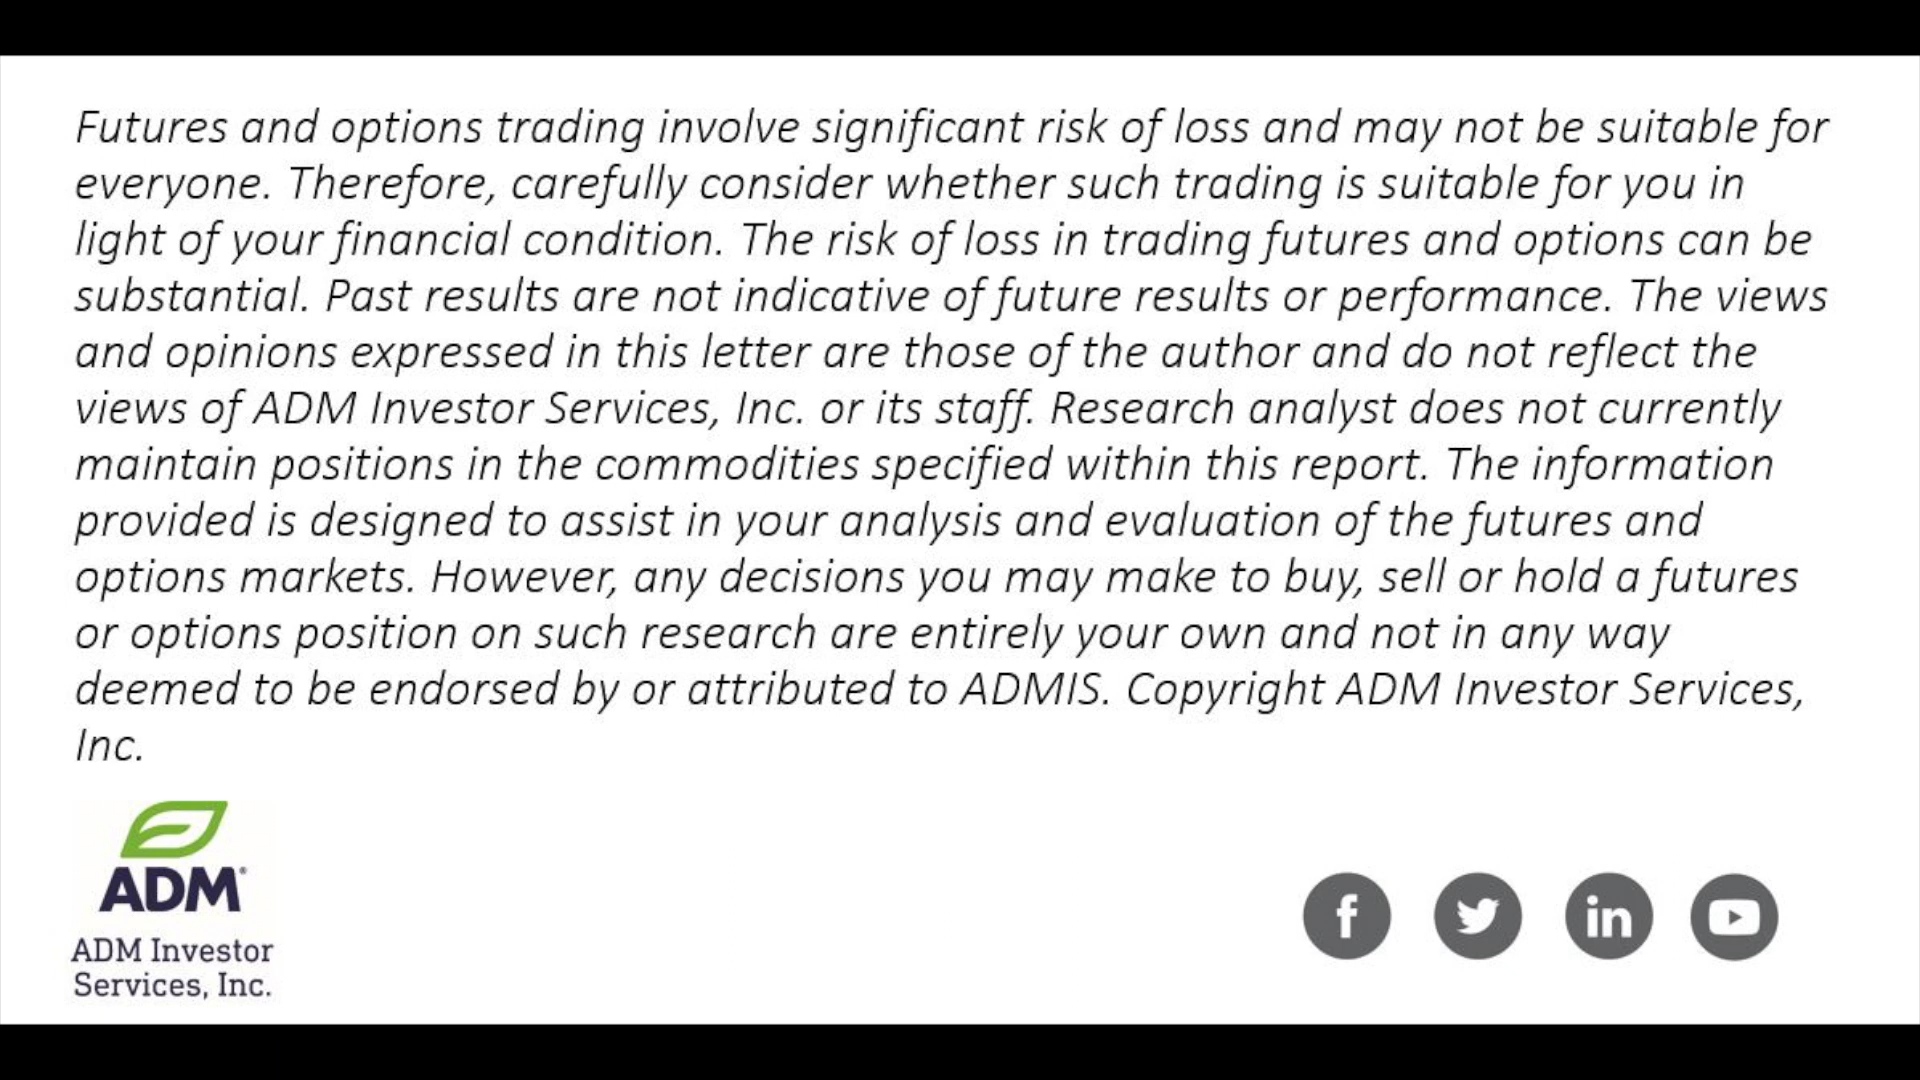 Futures and options trading involve significant risk of loss and may not be suitable for
everyone. Therefore, carefully consider whether such trading is suitable for you in
light of your financial condition. The risk of loss in trading futures and options can be
substantial. Past results are not indicative of future results or performance. The views
and opinions expressed in this letter are those of the author and do not reflect the
views of ADM Investor Services, Inc. or its staff. Research analyst does not currently
maintain positions in the commodities specified within this report. The information
provided is designed to assist in your analysis and evaluation of the futures and
options markets. However, any decisions you may make to buy, sell or hold a futures
or options position on such research are entirely your own and not in any way
deemed to be endorsed by or attributed to ADMIS. Copyright ADM Investor Services,
Inc.
ADM®
ADM Investor
Services, Inc.
f
in